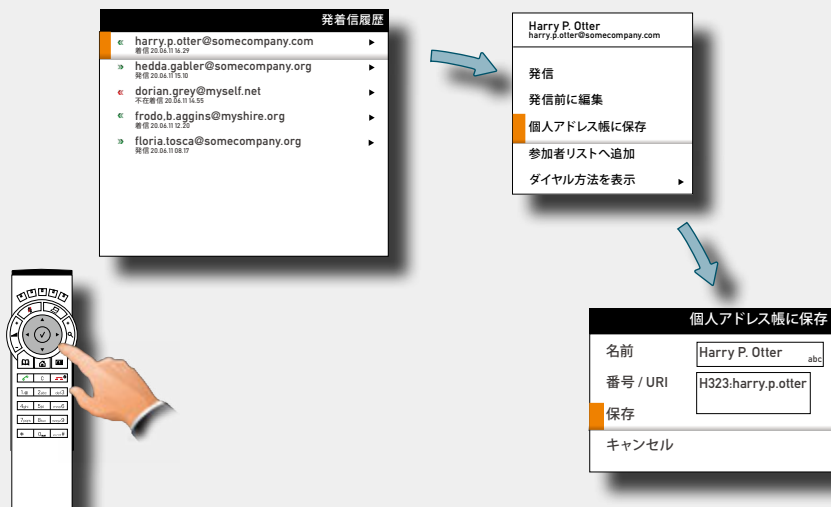 発着信履歴
harry.p.otter@somecompany.com
着信 20.06.11 16.29
hedda.gabler@somecompany.org
発信 20.06.11 15.10
dorian.grey@myself.net
不在着信 20.06.11 14.55
frodo.b.aggins@myshire.org
着信 20.06.11 12.20
floria.tosca@somecompany.org
発信 20.06.11 08.17
Harry P. Otter
harry.p.otter@somecompany.com
発信
発信前に編集
個人アドレス帳に保存
参加者リストへ追加
ダイヤル方法を表示
個人アドレス帳に保存
名前 Harry P. Otter abc
番号 / URI H323:harry.p.otter
保存
キャンセル